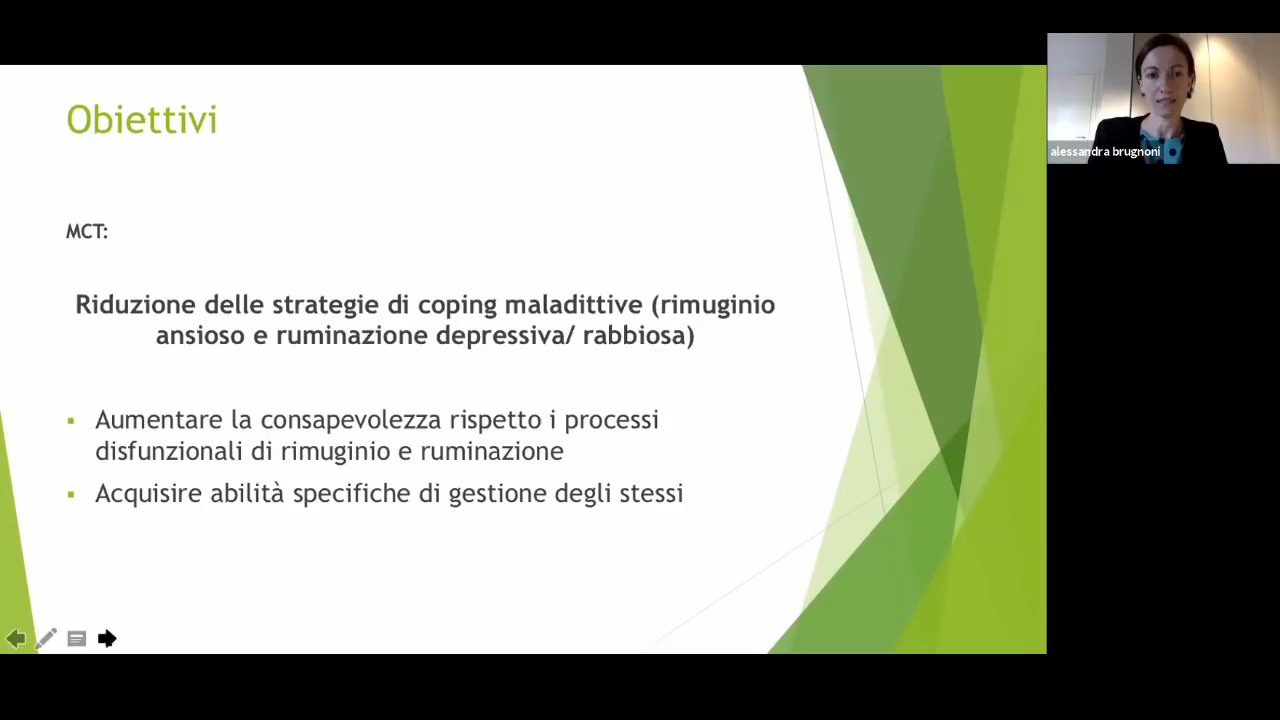 Obiettivi
MCT:
Riduzione delle strategie di coping maladittive (rimuginio
ansioso e ruminazione depressiva/ rabbiosa)
Aumentare la consapevolezza rispetto i processi
disfunzionali di rimuginio e ruminazione
Acquisire abilità specifiche di gestione degli stessi
alessandra brugnoni